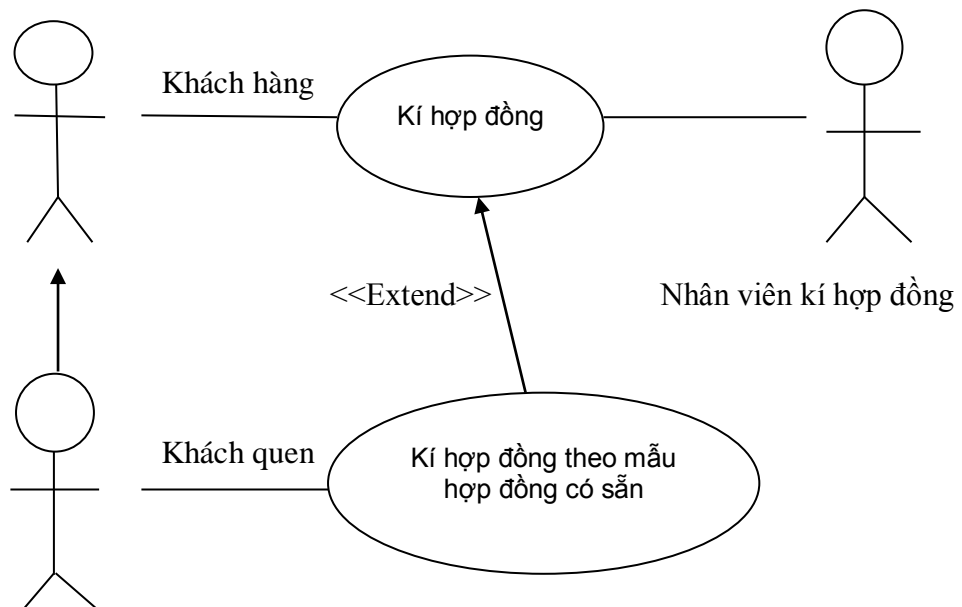 Khách hàng
Kí hợp đồng
<<Extend>>
Nhân viên kí hợp đồng
Khách quen
Kí hợp đồng theo mẫu
hợp đồng có sẵn